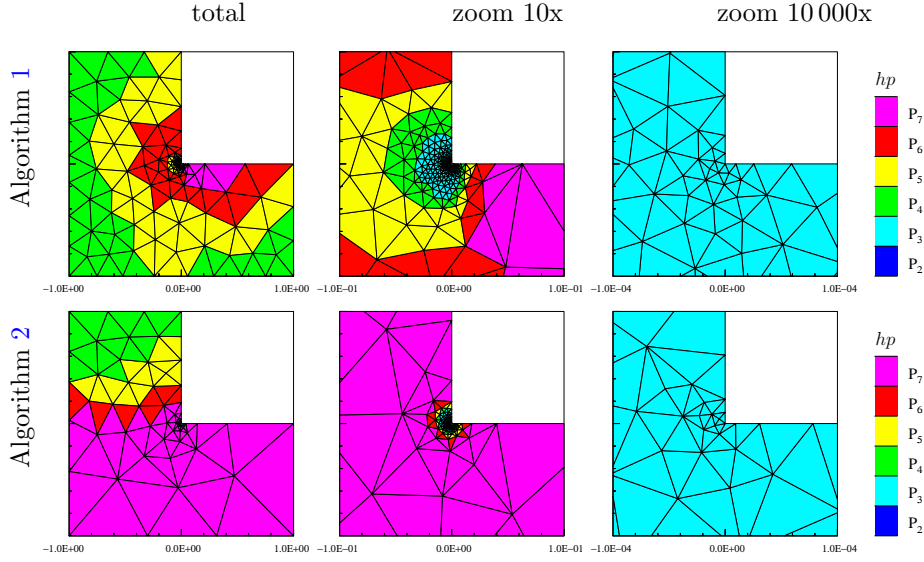 total zoom 10x zoom 10 000x
Algorithm 1
hp
P7
P6
P5
P4
P3
P2
−1.0E+00 0.0E+00 1.0E+00
−1.0E−01 0.0E+00 1.0E−01
−1.0E−04 0.0E+00 1.0E−04
Algorithm 2
hp
P7
P6
P5
P4
P3
P2
−1.0E+00 0.0E+00 1.0E+00
−1.0E−01 0.0E+00 1.0E−01
−1.0E−04 0.0E+00 1.0E−04